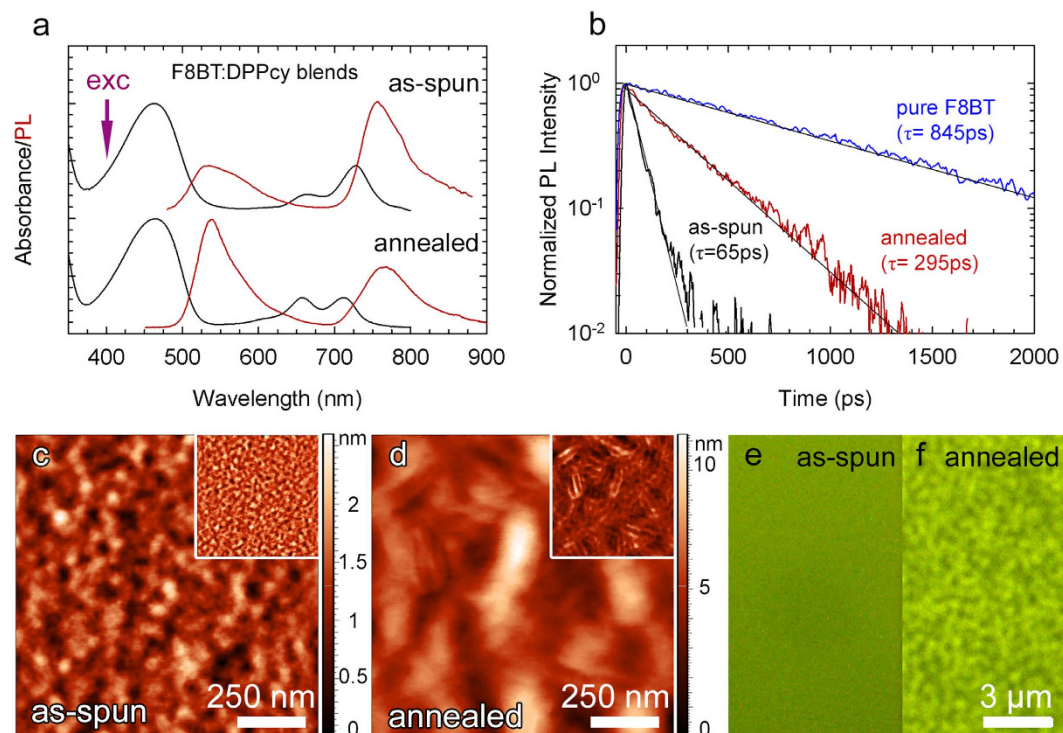 a
F8BT:DPPcy blends
exc
as-spun
annealed
Absorbance/PL
400 500 600 700 800 900
Wavelength (nm)
b
10⁰
10⁻¹
10⁻²
Normalized PL Intensity
pure F8BT
(τ= 845ps)
as-spun
(τ=65ps)
annealed
(τ= 295ps)
0 500 1000 1500 2000
Time (ps)
c
as-spun
250 nm
nm
2
1.5
1
0.5
0
d
annealed
250 nm
nm
10
5
0
e as-spun
f annealed
3 µm